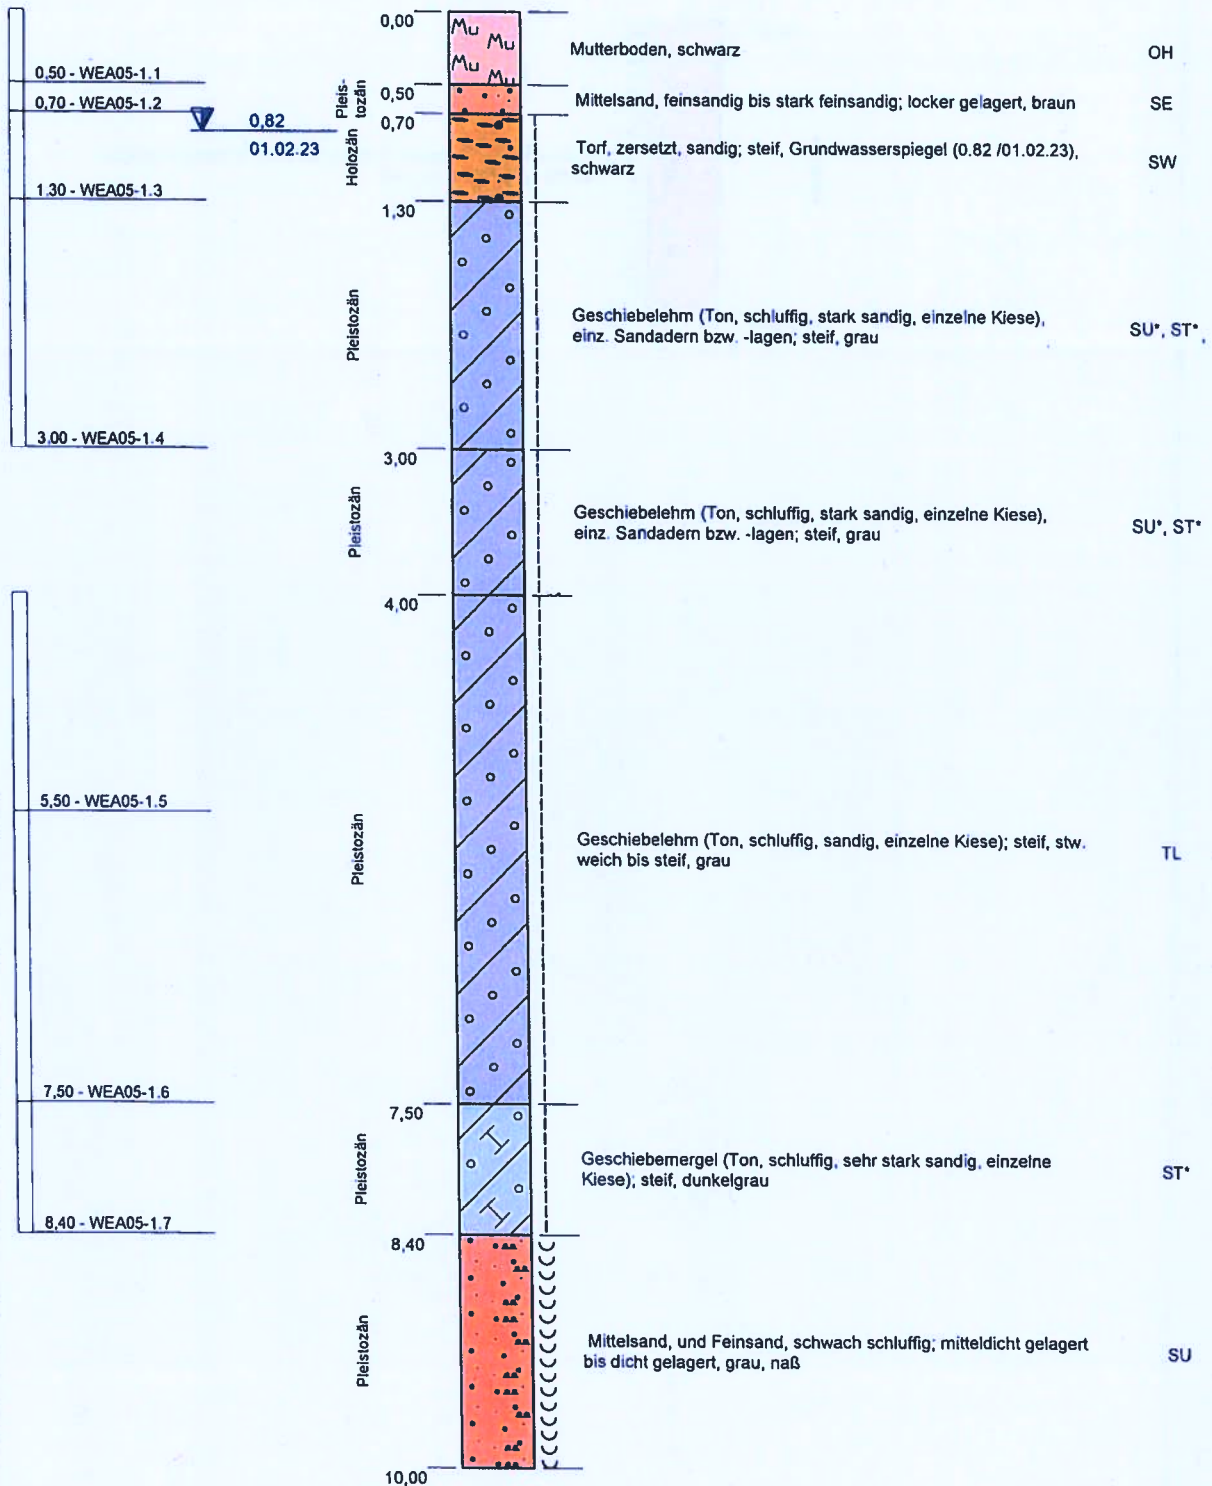 0,00
Mu
Mu
Mu
Mu
Mutterboden, schwarz
OH
0,50 - WEA05-1.1
0,50
Pleis-
tozän
Mittelsand, feinsandig bis stark feinsandig; locker gelagert, braun
SE
0,70 - WEA05-1.2
0,70
0,82
01.02.23
Holozän
Torf, zersetzt, sandig; steif, Grundwasserspiegel (0.82 /01.02.23),
schwarz
SW
1.30 - WEA05-1.3
1,30
Pleistozän
Geschiebelehm (Ton, schluffig, stark sandig, einzelne Kiese),
einz. Sandadern bzw. -lagen; steif, grau
SU*, ST*,
3.00 - WEA05-1.4
3,00
Pleistozän
Geschiebelehm (Ton, schluffig, stark sandig, einzelne Kiese),
einz. Sandadern bzw. -lagen; steif, grau
SU*, ST*
4,00
5,50 - WEA05-1.5
Pleistozän
Geschiebelehm (Ton, schluffig, sandig, einzelne Kiese); steif, stw.
weich bis steif, grau
TL
7,50 - WEA05-1.6
7,50
Pleistozän
Geschiebemergel (Ton, schluffig, sehr stark sandig, einzelne
Kiese); steif, dunkelgrau
ST*
8,40 - WEA05-1.7
8,40
Pleistozän
Mittelsand, und Feinsand, schwach schluffig; mitteldicht gelagert
bis dicht gelagert, grau, naß
SU
10,00